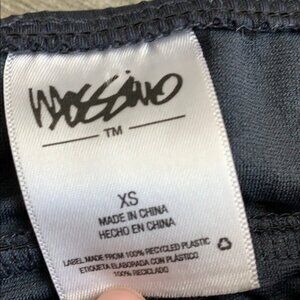 Mossimo
TM
XS
MADE IN CHINA
HECHO EN CHINA
LABEL MADE FROM 100% RECYCLED PLASTIC
ETIQUETA ELABORADA CON PLÁSTICO
100% RECICLADO